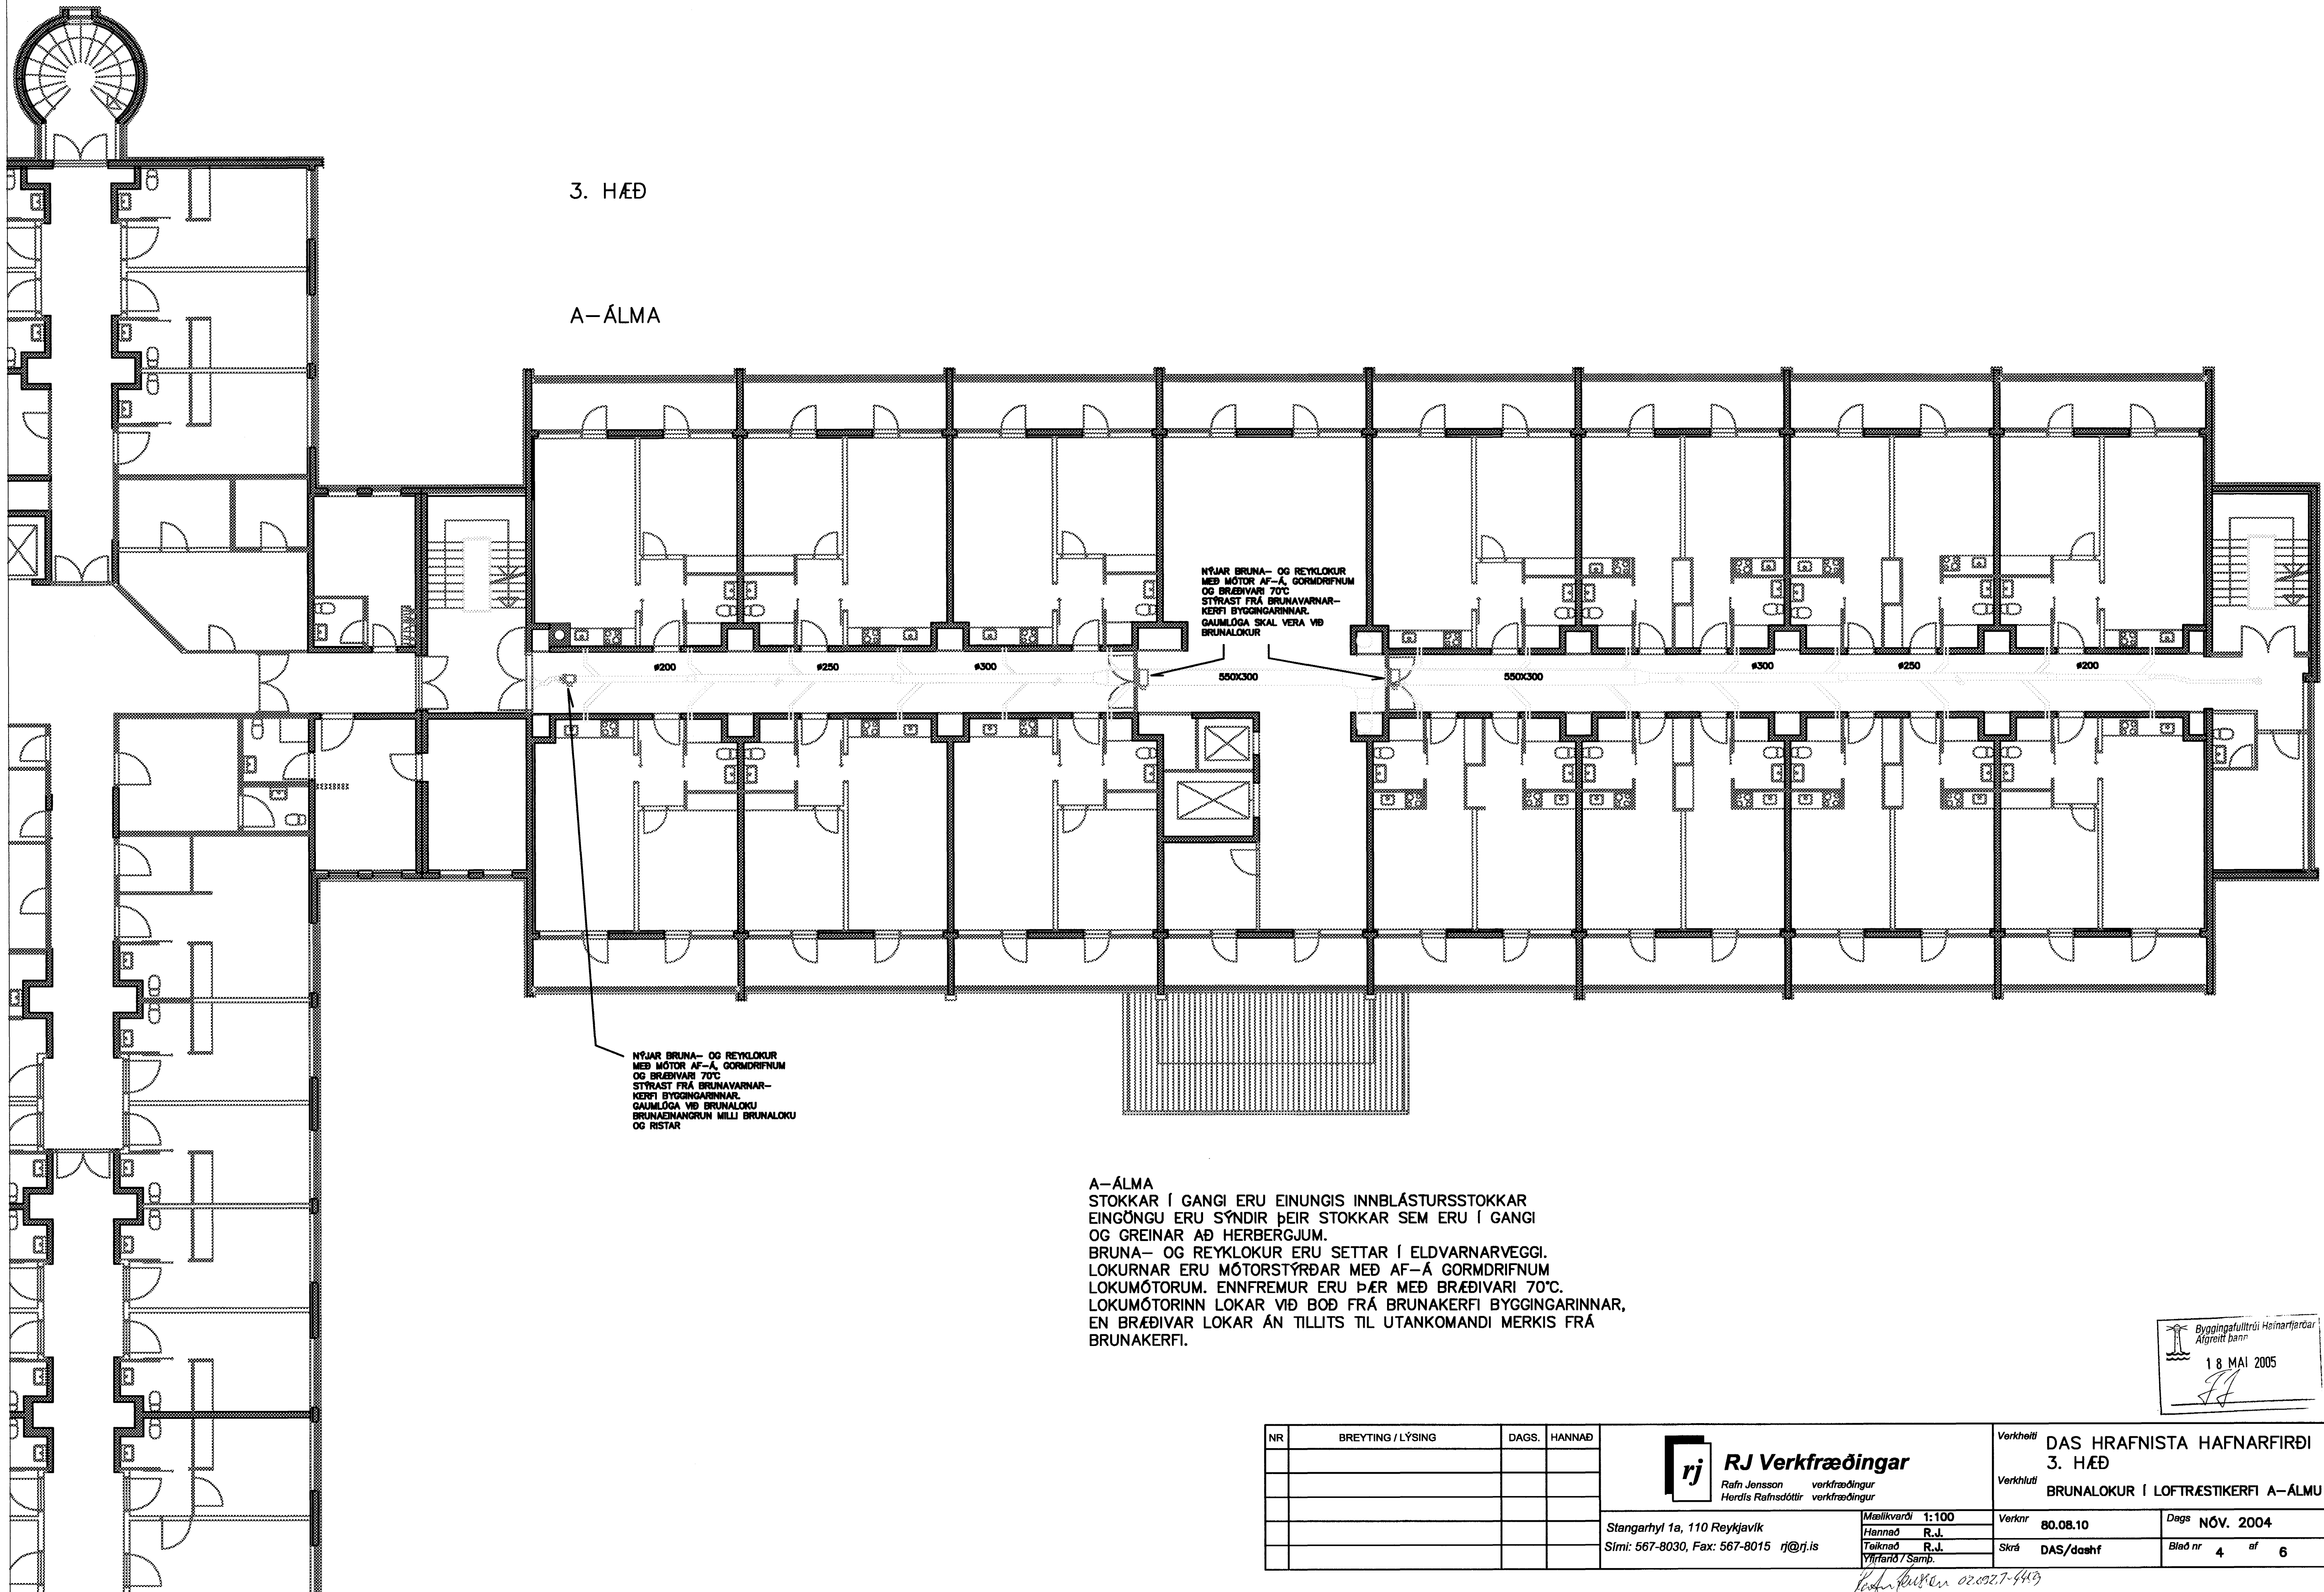 3. HÆÐ
A-ÁLMA
NÝJAR BRUNA- OG REYKLOKUR
MEÐ MÓTOR AF-Á, GORMDRIFNUM
OG BRÆÐIVARI 70°C
STÝRAST FRÁ BRUNAVARNAR-
KERFI BYGGINGARINNAR.
GAUMLÚGA SKAL VERA VIÐ
BRUNALOKUR
ø200
ø250
ø300
550X300
550X300
ø300
ø250
ø200
NÝJAR BRUNA- OG REYKLOKUR
MEÐ MÓTOR AF-Á, GORMDRIFNUM
OG BRÆÐIVARI 70°C
STÝRAST FRÁ BRUNAVARNAR-
KERFI BYGGINGARINNAR.
GAUMLÚGA VIÐ BRUNALOKU
BRUNAEINANGRUN MILLI BRUNALOKU
OG RISTAR
A-ÁLMA
STOKKAR Í GANGI ERU EINUNGIS INNBLÁSTURSSTOKKAR
EINGÖNGU ERU SÝNDIR ÞEIR STOKKAR SEM ERU Í GANGI
OG GREINAR AÐ HERBERGJUM.
BRUNA- OG REYKLOKUR ERU SETTAR Í ELDVARNARVEGGI.
LOKURNAR ERU MÓTORSTÝRÐAR MEÐ AF-Á GORMDRIFNUM
LOKUMÓTORUM. ENNFREMUR ERU ÞÆR MEÐ BRÆÐIVARI 70°C.
LOKUMÓTORINN LOKAR VIÐ BOÐ FRÁ BRUNAKERFI BYGGINGARINNAR,
EN BRÆÐIVAR LOKAR ÁN TILLITS TIL UTANKOMANDI MERKIS FRÁ
BRUNAKERFI.
Byggingafulltrúi Hafnarfjarðar
Afgreitt þann
18 MAI 2005
NR BREYTING / LÝSING DAGS. HANNAÐ
rj RJ Verkfræðingar
Rafn Jensson verkfræðingur
Herdís Rafnsdóttir verkfræðingur
Stangarhyl 1a, 110 Reykjavík
Sími: 567-8030, Fax: 567-8015 rj@rj.is
Mælikvarði 1:100
Hannað R.J.
Teiknað R.J.
Yfirfarið / Samþ.
Verkheiti DAS HRAFNISTA HAFNARFIRÐI
3. HÆÐ
Verkhluti
BRUNALOKUR Í LOFTRÆSTIKERFI A-ÁLMU
Verknr 80.08.10
Dags NÓV. 2004
Skrá DAS/dashf
Blað nr 4 af 6